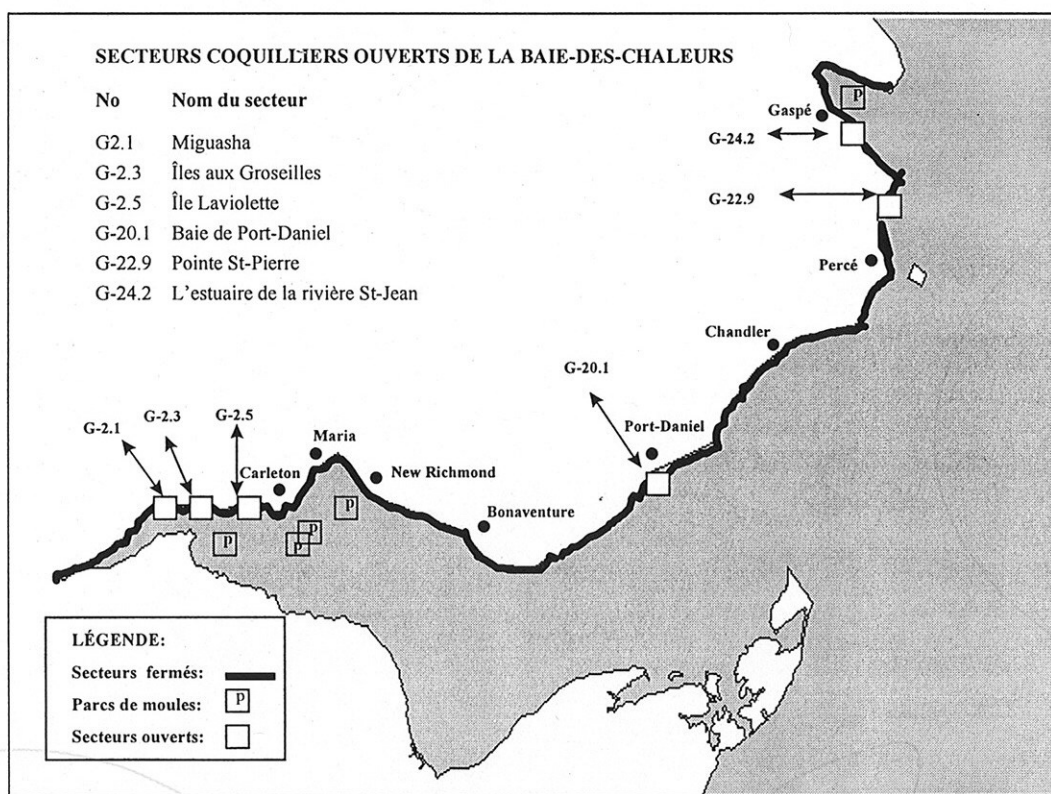 SECTEURS COQUILLIERS OUVERTS DE LA BAIE-DES-CHALEURS
No Nom du secteur
G2.1 Miguasha
G-2.3 Îles aux Groseilles
G-2.5 Île Laviolette
G-20.1 Baie de Port-Daniel
G-22.9 Pointe St-Pierre
G-24.2 L'estuaire de la rivière St-Jean
P
Gaspé
G-24.2
G-22.9
Percé
Chandler
G-20.1
Port-Daniel
G-2.1
G-2.3
G-2.5
Maria
Carleton
New Richmond
P
Bonaventure
P
P
P
LÉGENDE:
Secteurs fermés:
Parcs de moules: P
Secteurs ouverts: